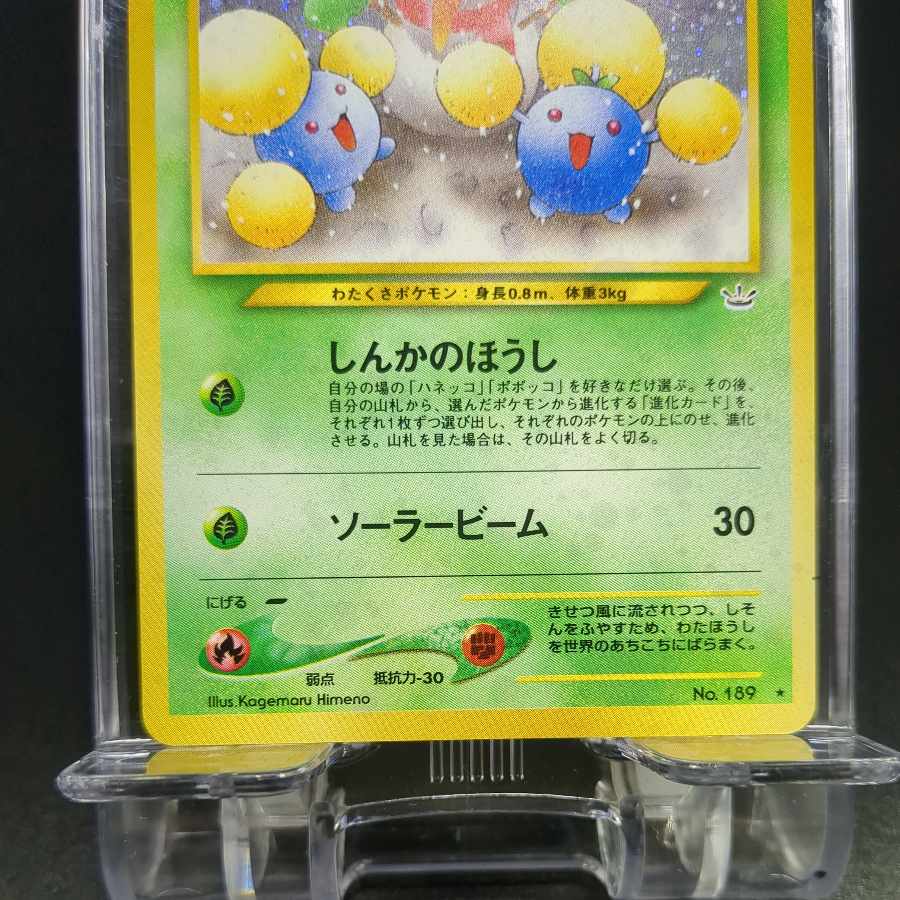 わたくさポケモン：身長0.8m、体重3kg
しんかのほうし
自分の場の「ハネッコ」「ポポッコ」を好きなだけ選ぶ。その後、
自分の山札から、選んだポケモンから進化する「進化カード」を、
それぞれ1枚ずつ選び出し、それぞれのポケモンの上にのせ、進化
させる。山札を見た場合は、その山札をよく切る。
ソーラービーム 30
にげる
弱点 抵抗力-30
きせつ風に流されつつ、しそ
んをふやすため、わたほうし
を世界のあちこちにばらまく。
Illus. Kagemaru Himeno
No. 189 ★